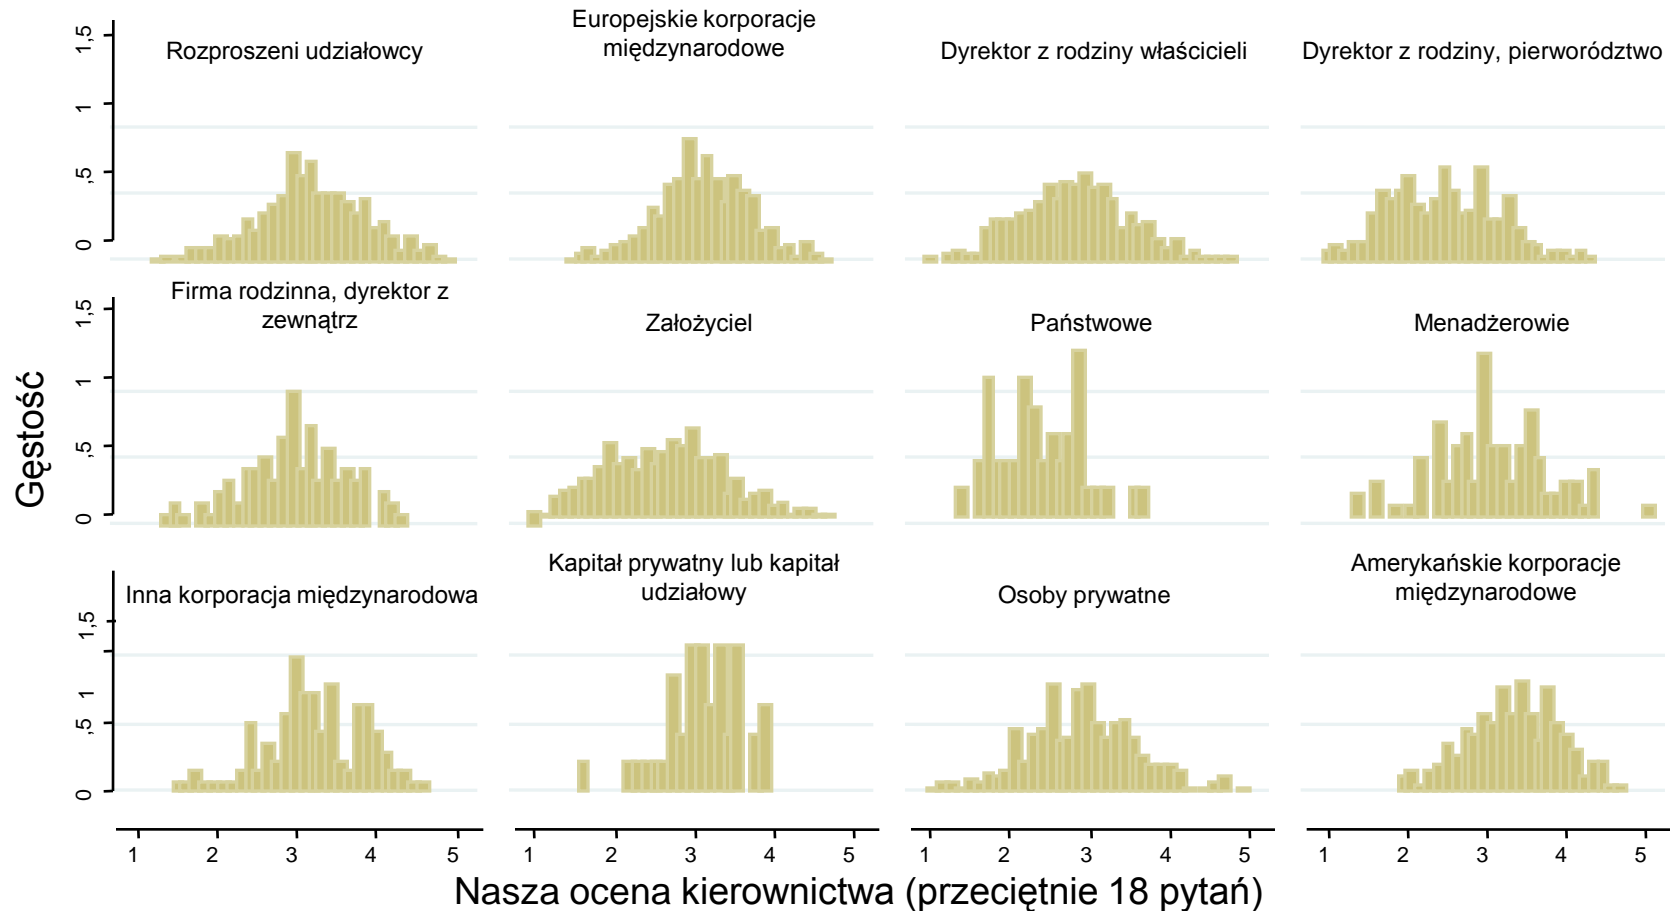 Rozproszeni udziałowcy
Europejskie korporacje
międzynarodowe
Dyrektor z rodziny właścicieli
Dyrektor z rodziny, pierworództwo
1,5
1
,5
0
Firma rodzinna, dyrektor z
zewnątrz
Założyciel
Państwowe
Menadżerowie
1,5
1
,5
0
Gęstość
Inna korporacja międzynarodowa
Kapitał prywatny lub kapitał
udziałowy
Osoby prywatne
Amerykańskie korporacje
międzynarodowe
1,5
1
,5
0
1 2 3 4 5
1 2 3 4 5
1 2 3 4 5
1 2 3 4 5
Nasza ocena kierownictwa (przeciętnie 18 pytań)